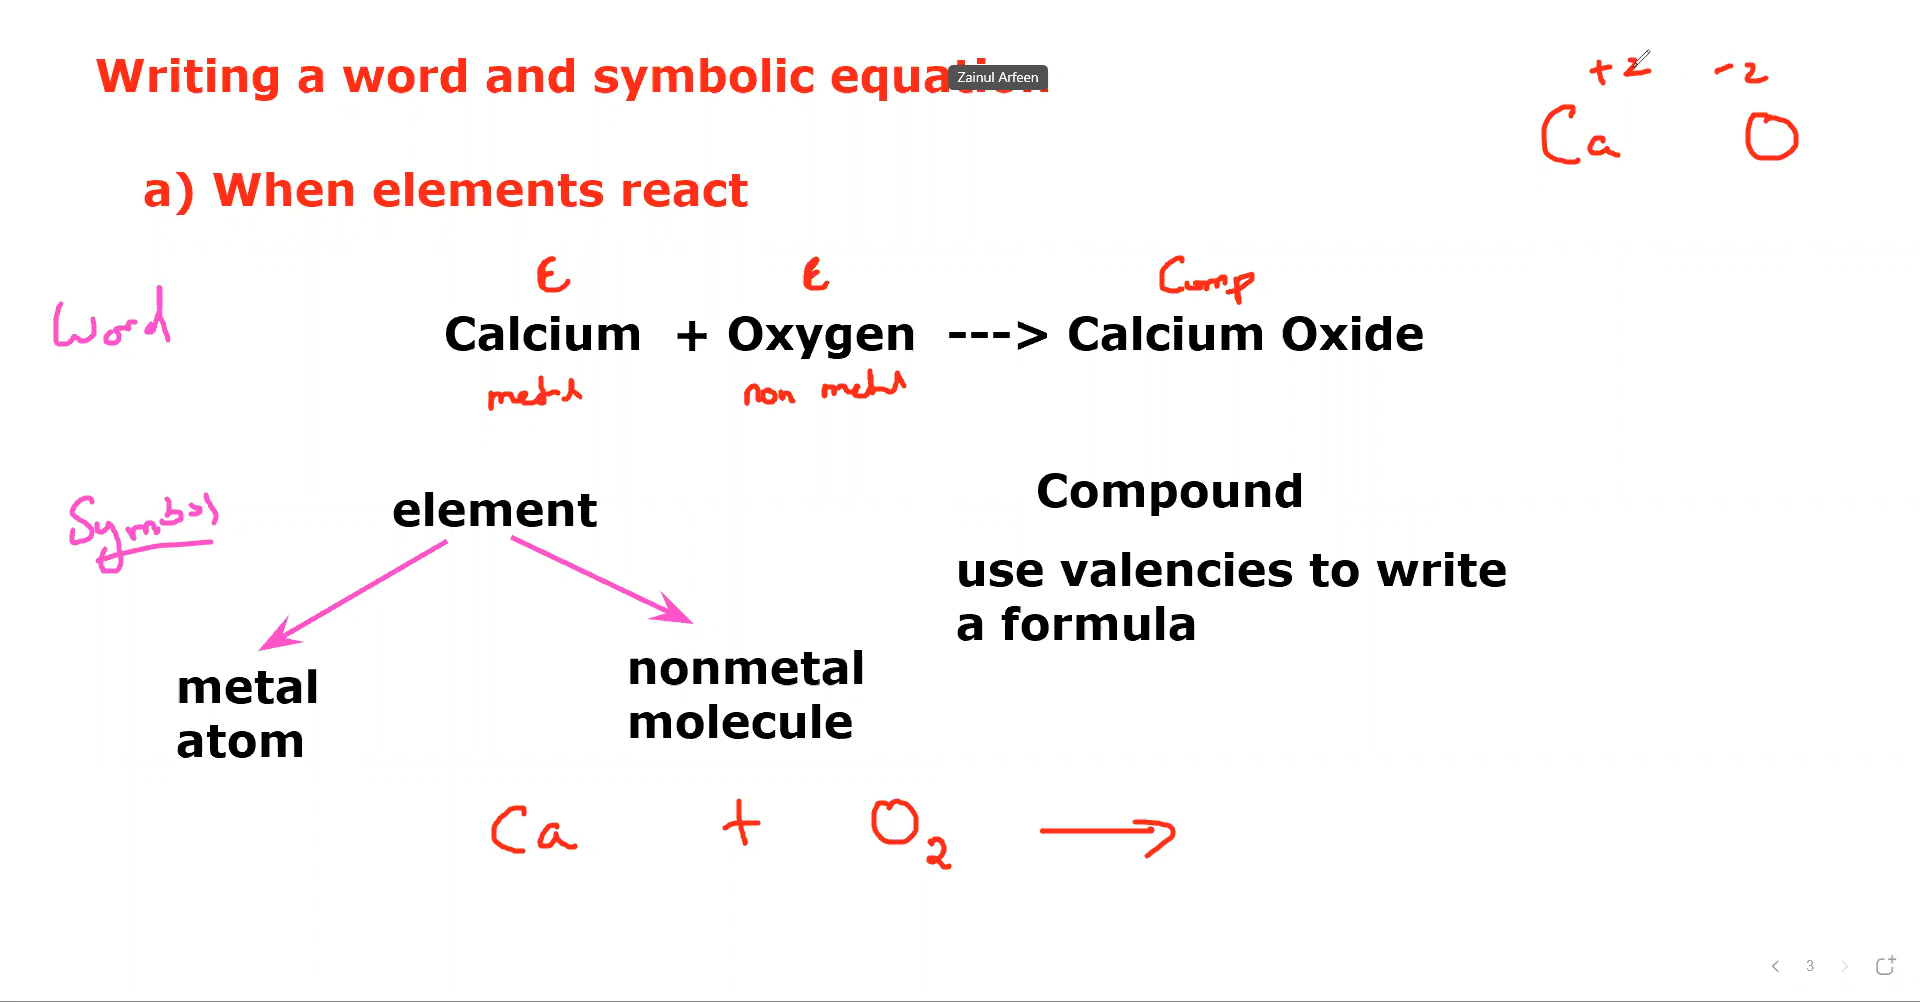 Writing a word and symbolic equation
Zainul Arfeen
+2 -2
Ca O
a) When elements react
E E Comp
Word
Calcium + Oxygen ---> Calcium Oxide
metal non metal
Symbol
element
Compound
use valencies to write
a formula
metal
atom
nonmetal
molecule
Ca + O₂ →
3